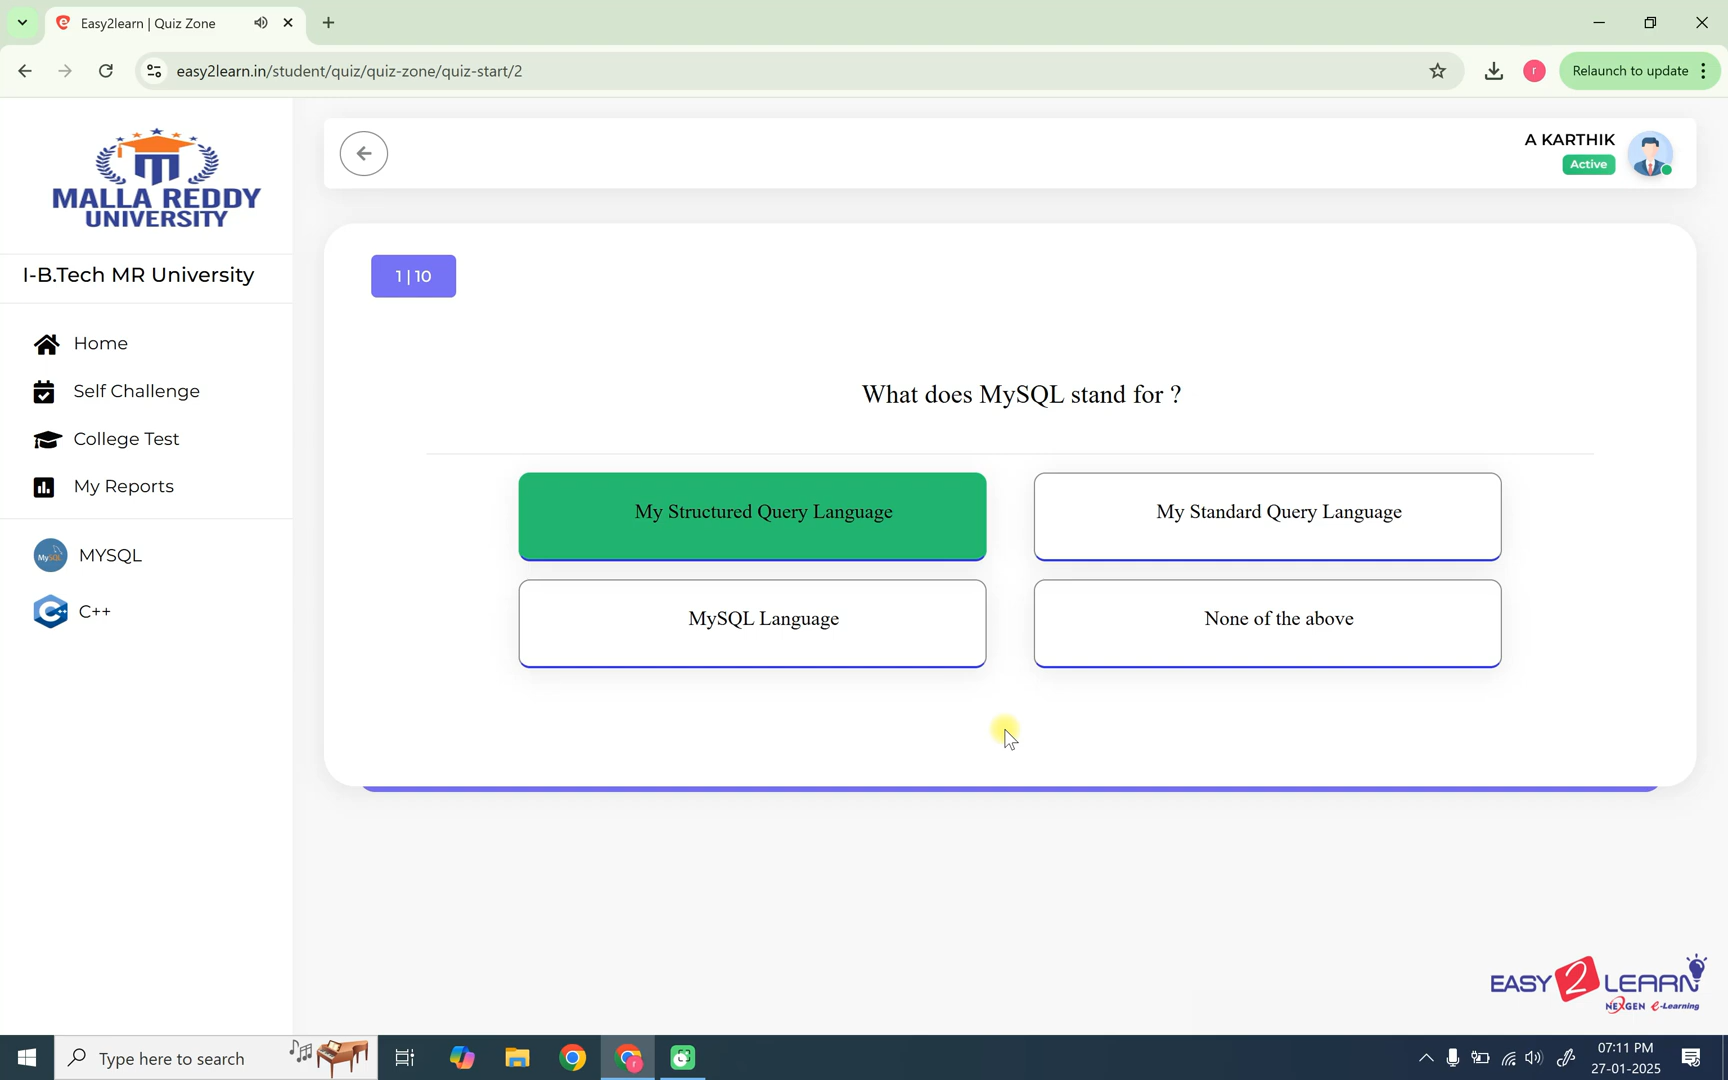 Easy2learn | Quiz Zone
easy2learn.in/student/quiz/quiz-zone/quiz-start/2
r
Relaunch to update
MALLA REDDY
UNIVERSITY
I-B.Tech MR University
Home
Self Challenge
College Test
My Reports
MySQL
MYSQL
C++
A KARTHIK
Active
1 | 10
What does MySQL stand for ?
My Structured Query Language
My Standard Query Language
MySQL Language
None of the above
EASY 2 LEARN
NEXGEN e-Learning
Type here to search
07:11 PM
27-01-2025